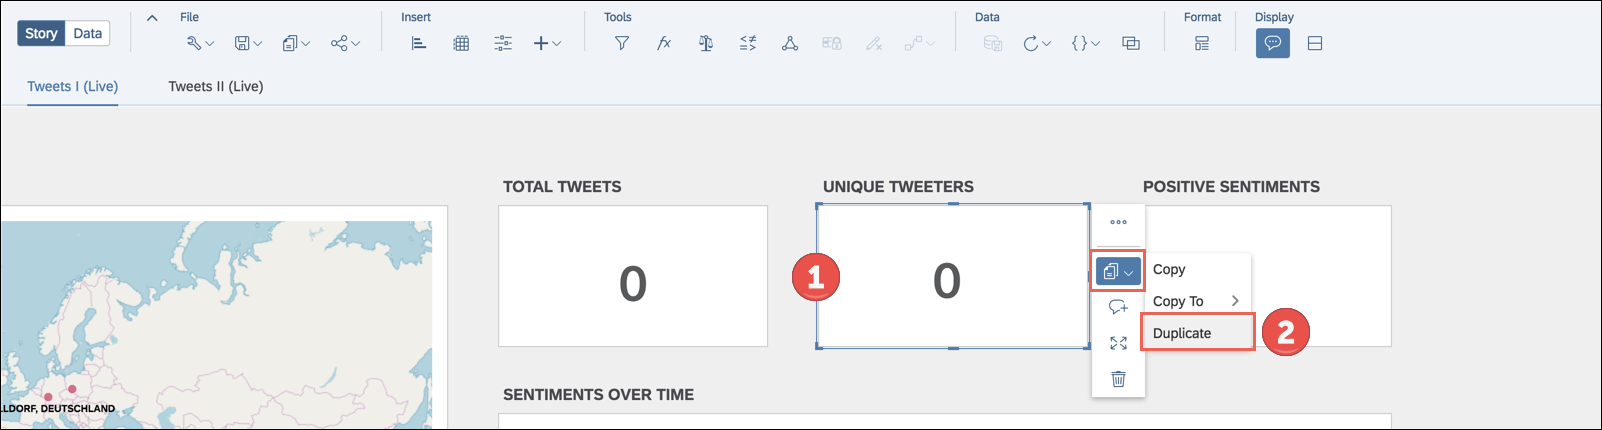 Story Data
File
Insert
Tools
Data
Format
Display
Tweets I (Live)
Tweets II (Live)
TOTAL TWEETS
UNIQUE TWEETERS
POSITIVE SENTIMENTS
0
1
0
Copy
Copy To
Duplicate
2
SENTIMENTS OVER TIME
LLDORF, DEUTSCHLAND